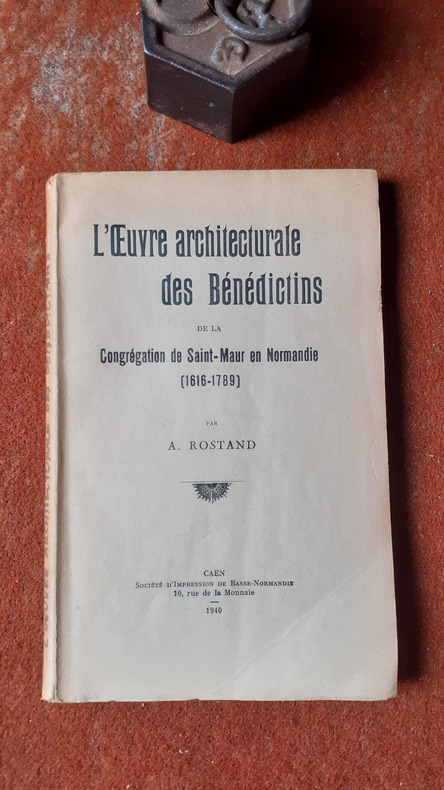 L'Œuvre architecturale
des Bénédictins
DE LA
Congrégation de Saint-Maur en Normandie
(1616-1789)
PAR
A. ROSTAND
CAEN
Société d'Impression de Basse-Normandie
10, rue de la Monnaie
1940